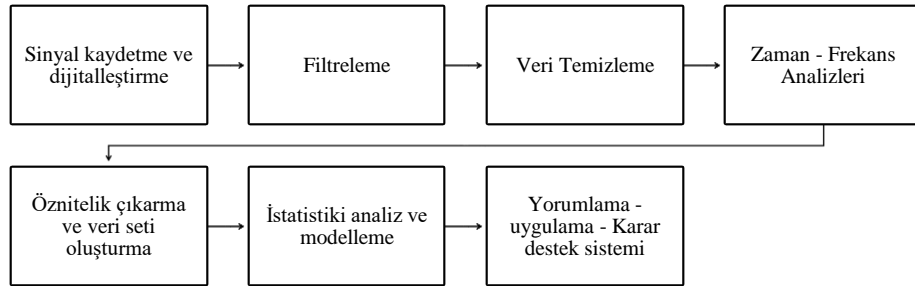 Sinyal kaydetme ve
dijitalleştirme
Filtreleme
Veri Temizleme
Zaman - Frekans
Analizleri
Öznitelik çıkarma
ve veri seti
oluşturma
İstatistiki analiz ve
modelleme
Yorumlama -
uygulama - Karar
destek sistemi